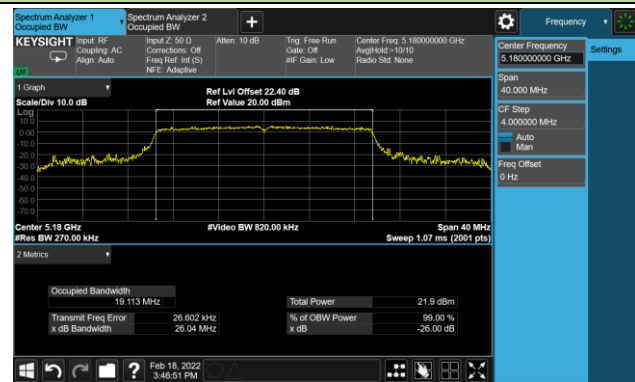 Spectrum Analyzer 1
Occupied BW
Spectrum Analyzer 2
Occupied BW
+
Frequency
KEYSIGHT
Input: RF
Coupling: AC
Align: Auto
Input Z: 50 Ω
Corrections: Off
Freq Ref: Int (S)
NFE: Adaptive
Atten: 10 dB
Trig: Free Run
Gate: Off
#IF Gain: Low
Center Freq: 5.180000000 GHz
Avg|Hold:>10/10
Radio Std: None
Center Frequency
5.180000000 GHz
Settings
Span
40.000 MHz
CF Step
4.000000 MHz
Auto
Man
Freq Offset
0 Hz
1 Graph
Scale/Div 10.0 dB
Ref Lvl Offset 22.40 dB
Ref Value 20.00 dBm
Log
10.0
0.00
-10.0
-20.0
-30.0
-40.0
-50.0
-60.0
-70.0
Center 5.18 GHz
#Res BW 270.00 kHz
#Video BW 820.00 kHz
Span 40 MHz
Sweep 1.07 ms (2001 pts)
2 Metrics
Occupied Bandwidth
19.113 MHz
Total Power 21.9 dBm
Transmit Freq Error 26.602 kHz
% of OBW Power 99.00 %
x dB Bandwidth 26.04 MHz
x dB -26.00 dB
?
Feb 18, 2022
3:46:51 PM